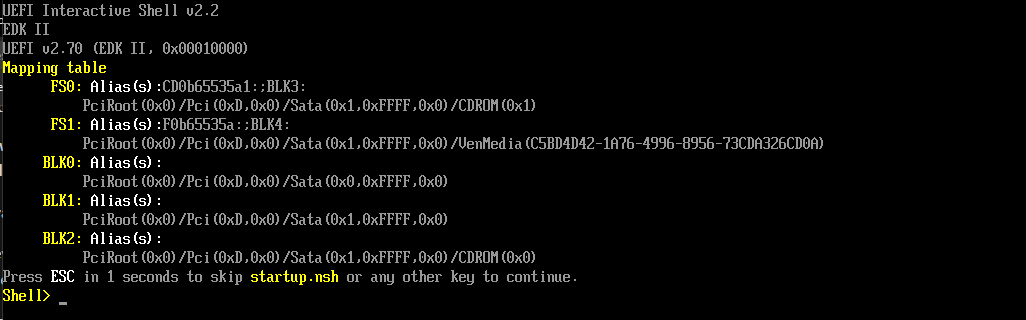 UEFI Interactive Shell v2.2
EDK II
UEFI v2.70 (EDK II, 0x00010000)
Mapping table
FS0: Alias(s):CD0b65535a1:;BLK3:
PciRoot(0x0)/Pci(0xD,0x0)/Sata(0x1,0xFFFF,0x0)/CDROM(0x1)
FS1: Alias(s):F0b65535a:;BLK4:
PciRoot(0x0)/Pci(0xD,0x0)/Sata(0x1,0xFFFF,0x0)/VenMedia(C5BD4D42-1A76-4996-8956-73CDA326CD0A)
BLK0: Alias(s):
PciRoot(0x0)/Pci(0xD,0x0)/Sata(0x0,0xFFFF,0x0)
BLK1: Alias(s):
PciRoot(0x0)/Pci(0xD,0x0)/Sata(0x1,0xFFFF,0x0)
BLK2: Alias(s):
PciRoot(0x0)/Pci(0xD,0x0)/Sata(0x1,0xFFFF,0x0)/CDROM(0x0)
Press ESC in 1 seconds to skip startup.nsh or any other key to continue.
Shell> _